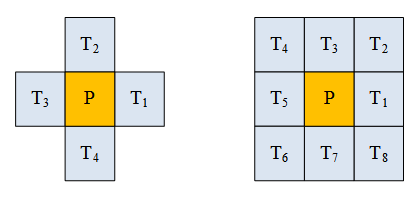 T₂
T₃ P T₁
T₄
T₄ T₃ T₂
T₅ P T₁
T₆ T₇ T₈